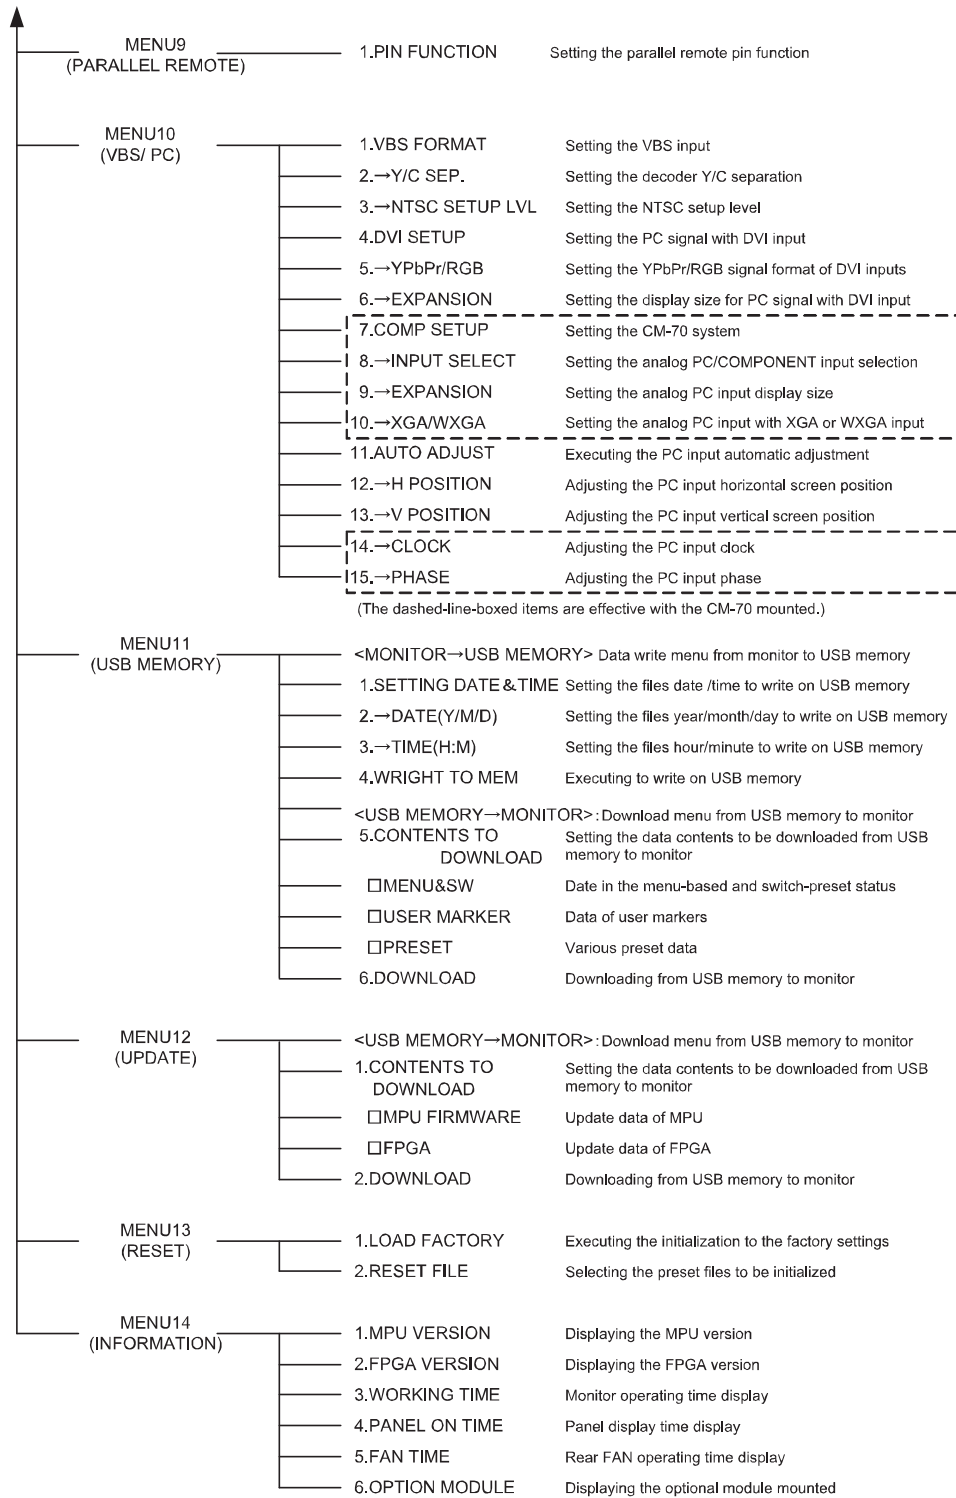 MENU9
(PARALLEL REMOTE)
1.PIN FUNCTION Setting the parallel remote pin function
MENU10
(VBS/ PC)
1.VBS FORMAT Setting the VBS input
2.→Y/C SEP. Setting the decoder Y/C separation
3.→NTSC SETUP LVL Setting the NTSC setup level
4.DVI SETUP Setting the PC signal with DVI input
5.→YPbPr/RGB Setting the YPbPr/RGB signal format of DVI inputs
6.→EXPANSION Setting the display size for PC signal with DVI input
7.COMP SETUP Setting the CM-70 system
8.→INPUT SELECT Setting the analog PC/COMPONENT input selection
9.→EXPANSION Setting the analog PC input display size
10.→XGA/WXGA Setting the analog PC input with XGA or WXGA input
11.AUTO ADJUST Executing the PC input automatic adjustment
12.→H POSITION Adjusting the PC input horizontal screen position
13.→V POSITION Adjusting the PC input vertical screen position
14.→CLOCK Adjusting the PC input clock
15.→PHASE Adjusting the PC input phase
(The dashed-line-boxed items are effective with the CM-70 mounted.)
MENU11
(USB MEMORY)
<MONITOR→USB MEMORY> Data write menu from monitor to USB memory
1.SETTING DATE&TIME Setting the files date /time to write on USB memory
2.→DATE(Y/M/D) Setting the files year/month/day to write on USB memory
3.→TIME(H:M) Setting the files hour/minute to write on USB memory
4.WRIGHT TO MEM Executing to write on USB memory
<USB MEMORY→MONITOR>:Download menu from USB memory to monitor
5.CONTENTS TO Setting the data contents to be downloaded from USB
DOWNLOAD memory to monitor
□MENU&SW Date in the menu-based and switch-preset status
□USER MARKER Data of user markers
□PRESET Various preset data
6.DOWNLOAD Downloading from USB memory to monitor
MENU12
(UPDATE)
<USB MEMORY→MONITOR>:Download menu from USB memory to monitor
1.CONTENTS TO Setting the data contents to be downloaded from USB
DOWNLOAD memory to monitor
□MPU FIRMWARE Update data of MPU
□FPGA Update data of FPGA
2.DOWNLOAD Downloading from USB memory to monitor
MENU13
(RESET)
1.LOAD FACTORY Executing the initialization to the factory settings
2.RESET FILE Selecting the preset files to be initialized
MENU14
(INFORMATION)
1.MPU VERSION Displaying the MPU version
2.FPGA VERSION Displaying the FPGA version
3.WORKING TIME Monitor operating time display
4.PANEL ON TIME Panel display time display
5.FAN TIME Rear FAN operating time display
6.OPTION MODULE Displaying the optional module mounted